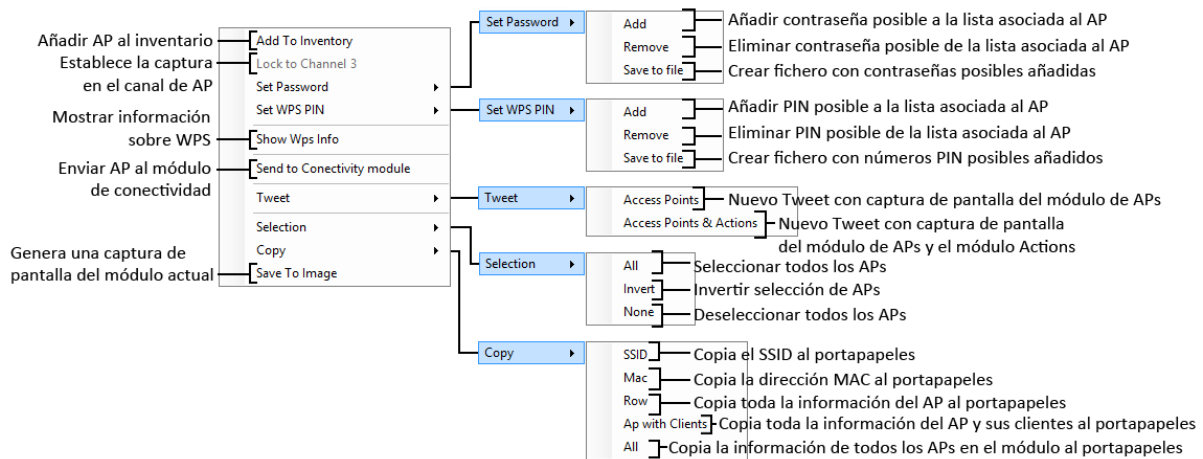 Añadir AP al inventario
Establece la captura
en el canal de AP
Mostrar información
sobre WPS
Enviar AP al módulo
de conectividad
Genera una captura de
pantalla del módulo actual
Add To Inventory
Lock to Channel 3
Set Password
Set WPS PIN
Show Wps Info
Send to Conectivity module
Tweet
Selection
Copy
Save To Image
Set Password
Add
Añadir contraseña posible a la lista asociada al AP
Remove
Eliminar contraseña posible de la lista asociada al AP
Save to file
Crear fichero con contraseñas posibles añadidas
Set WPS PIN
Add
Añadir PIN posible a la lista asociada al AP
Remove
Eliminar PIN posible de la lista asociada al AP
Save to file
Crear fichero con números PIN posibles añadidos
Tweet
Access Points
Nuevo Tweet con captura de pantalla del módulo de APs
Access Points & Actions
Nuevo Tweet con captura de pantalla
del módulo de APs y el módulo Actions
Selection
All
Seleccionar todos los APs
Invert
Invertir selección de APs
None
Deseleccionar todos los APs
Copy
SSID
Copia el SSID al portapapeles
Mac
Copia la dirección MAC al portapapeles
Row
Copia toda la información del AP al portapapeles
Ap with Clients
Copia toda la información del AP y sus clientes al portapapeles
All
Copia la información de todos los APs en el módulo al portapapeles